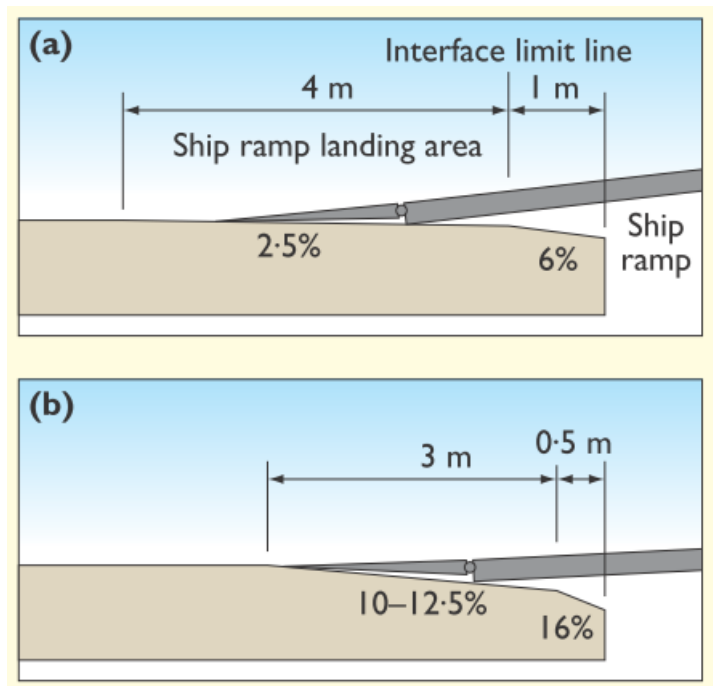 (a)
Interface limit line
4 m
1 m
Ship ramp landing area
2·5%
6%
Ship
ramp
(b)
3 m
0·5 m
10–12·5%
16%